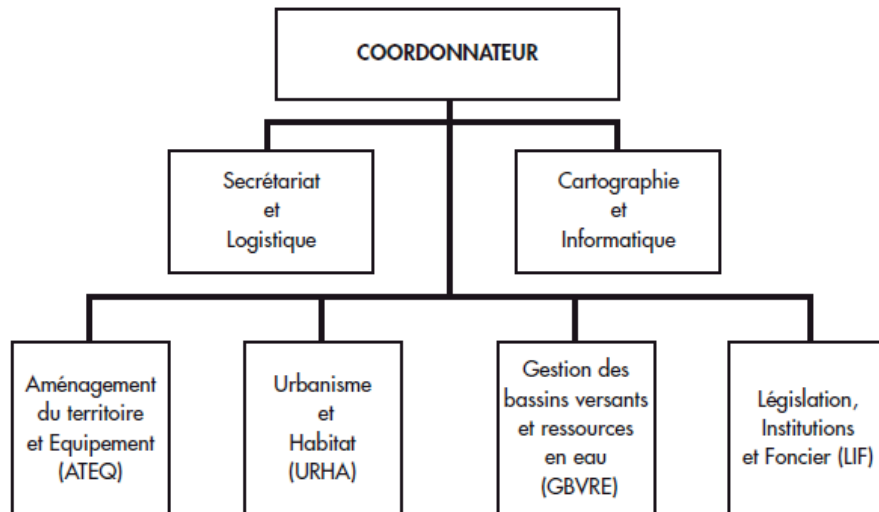 COORDONNATEUR
Secrétariat
et
Logistique
Cartographie
et
Informatique
Aménagement
du territoire
et Equipement
(ATEQ)
Urbanisme
et
Habitat
(URHA)
Gestion des
bassins versants
et ressources
en eau
(GBVRE)
Législation,
Institutions
et Foncier (LIF)